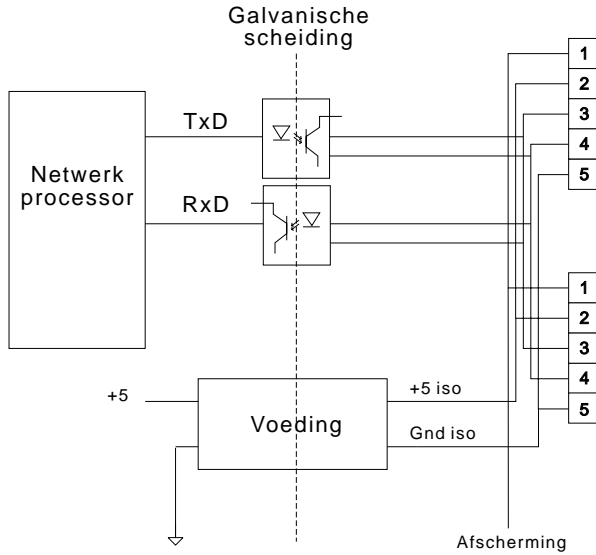 Galvanische
scheiding
1
2
3
4
5
TxD
RxD
Netwerk
processor
1
2
3
4
5
+5
Voeding
+5 iso
Gnd iso
Afscherming